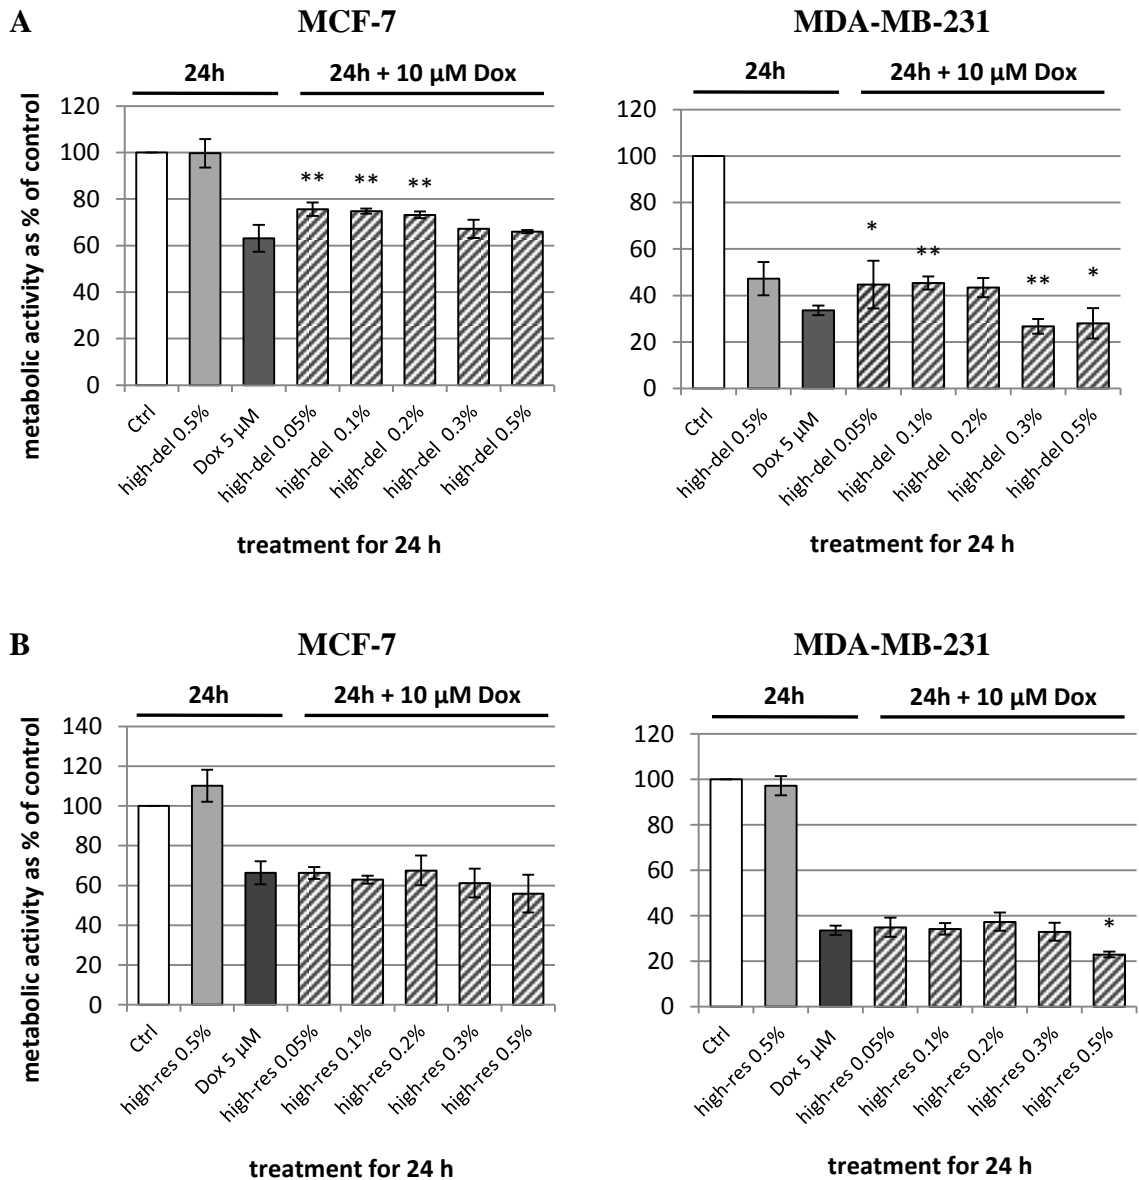 A
MCF-7
24h
24h + 10 µM Dox
metabolic activity as % of control
120
100
80
60
40
20
0
** ** **
Ctrl
high-del 0.5%
Dox 5 µM
high-del 0.05%
high-del 0.1%
high-del 0.2%
high-del 0.3%
high-del 0.5%
treatment for 24 h
MDA-MB-231
24h
24h + 10 µM Dox
120
100
80
60
40
20
0
* ** ** *
Ctrl
high-del 0.5%
Dox 5 µM
high-del 0.05%
high-del 0.1%
high-del 0.2%
high-del 0.3%
high-del 0.5%
treatment for 24 h
B
MCF-7
24h
24h + 10 µM Dox
metabolic activity as % of control
140
120
100
80
60
40
20
0
Ctrl
high-res 0.5%
Dox 5 µM
high-res 0.05%
high-res 0.1%
high-res 0.2%
high-res 0.3%
high-res 0.5%
treatment for 24 h
MDA-MB-231
24h
24h + 10 µM Dox
120
100
80
60
40
20
0
*
Ctrl
high-res 0.5%
Dox 5 µM
high-res 0.05%
high-res 0.1%
high-res 0.2%
high-res 0.3%
high-res 0.5%
treatment for 24 h